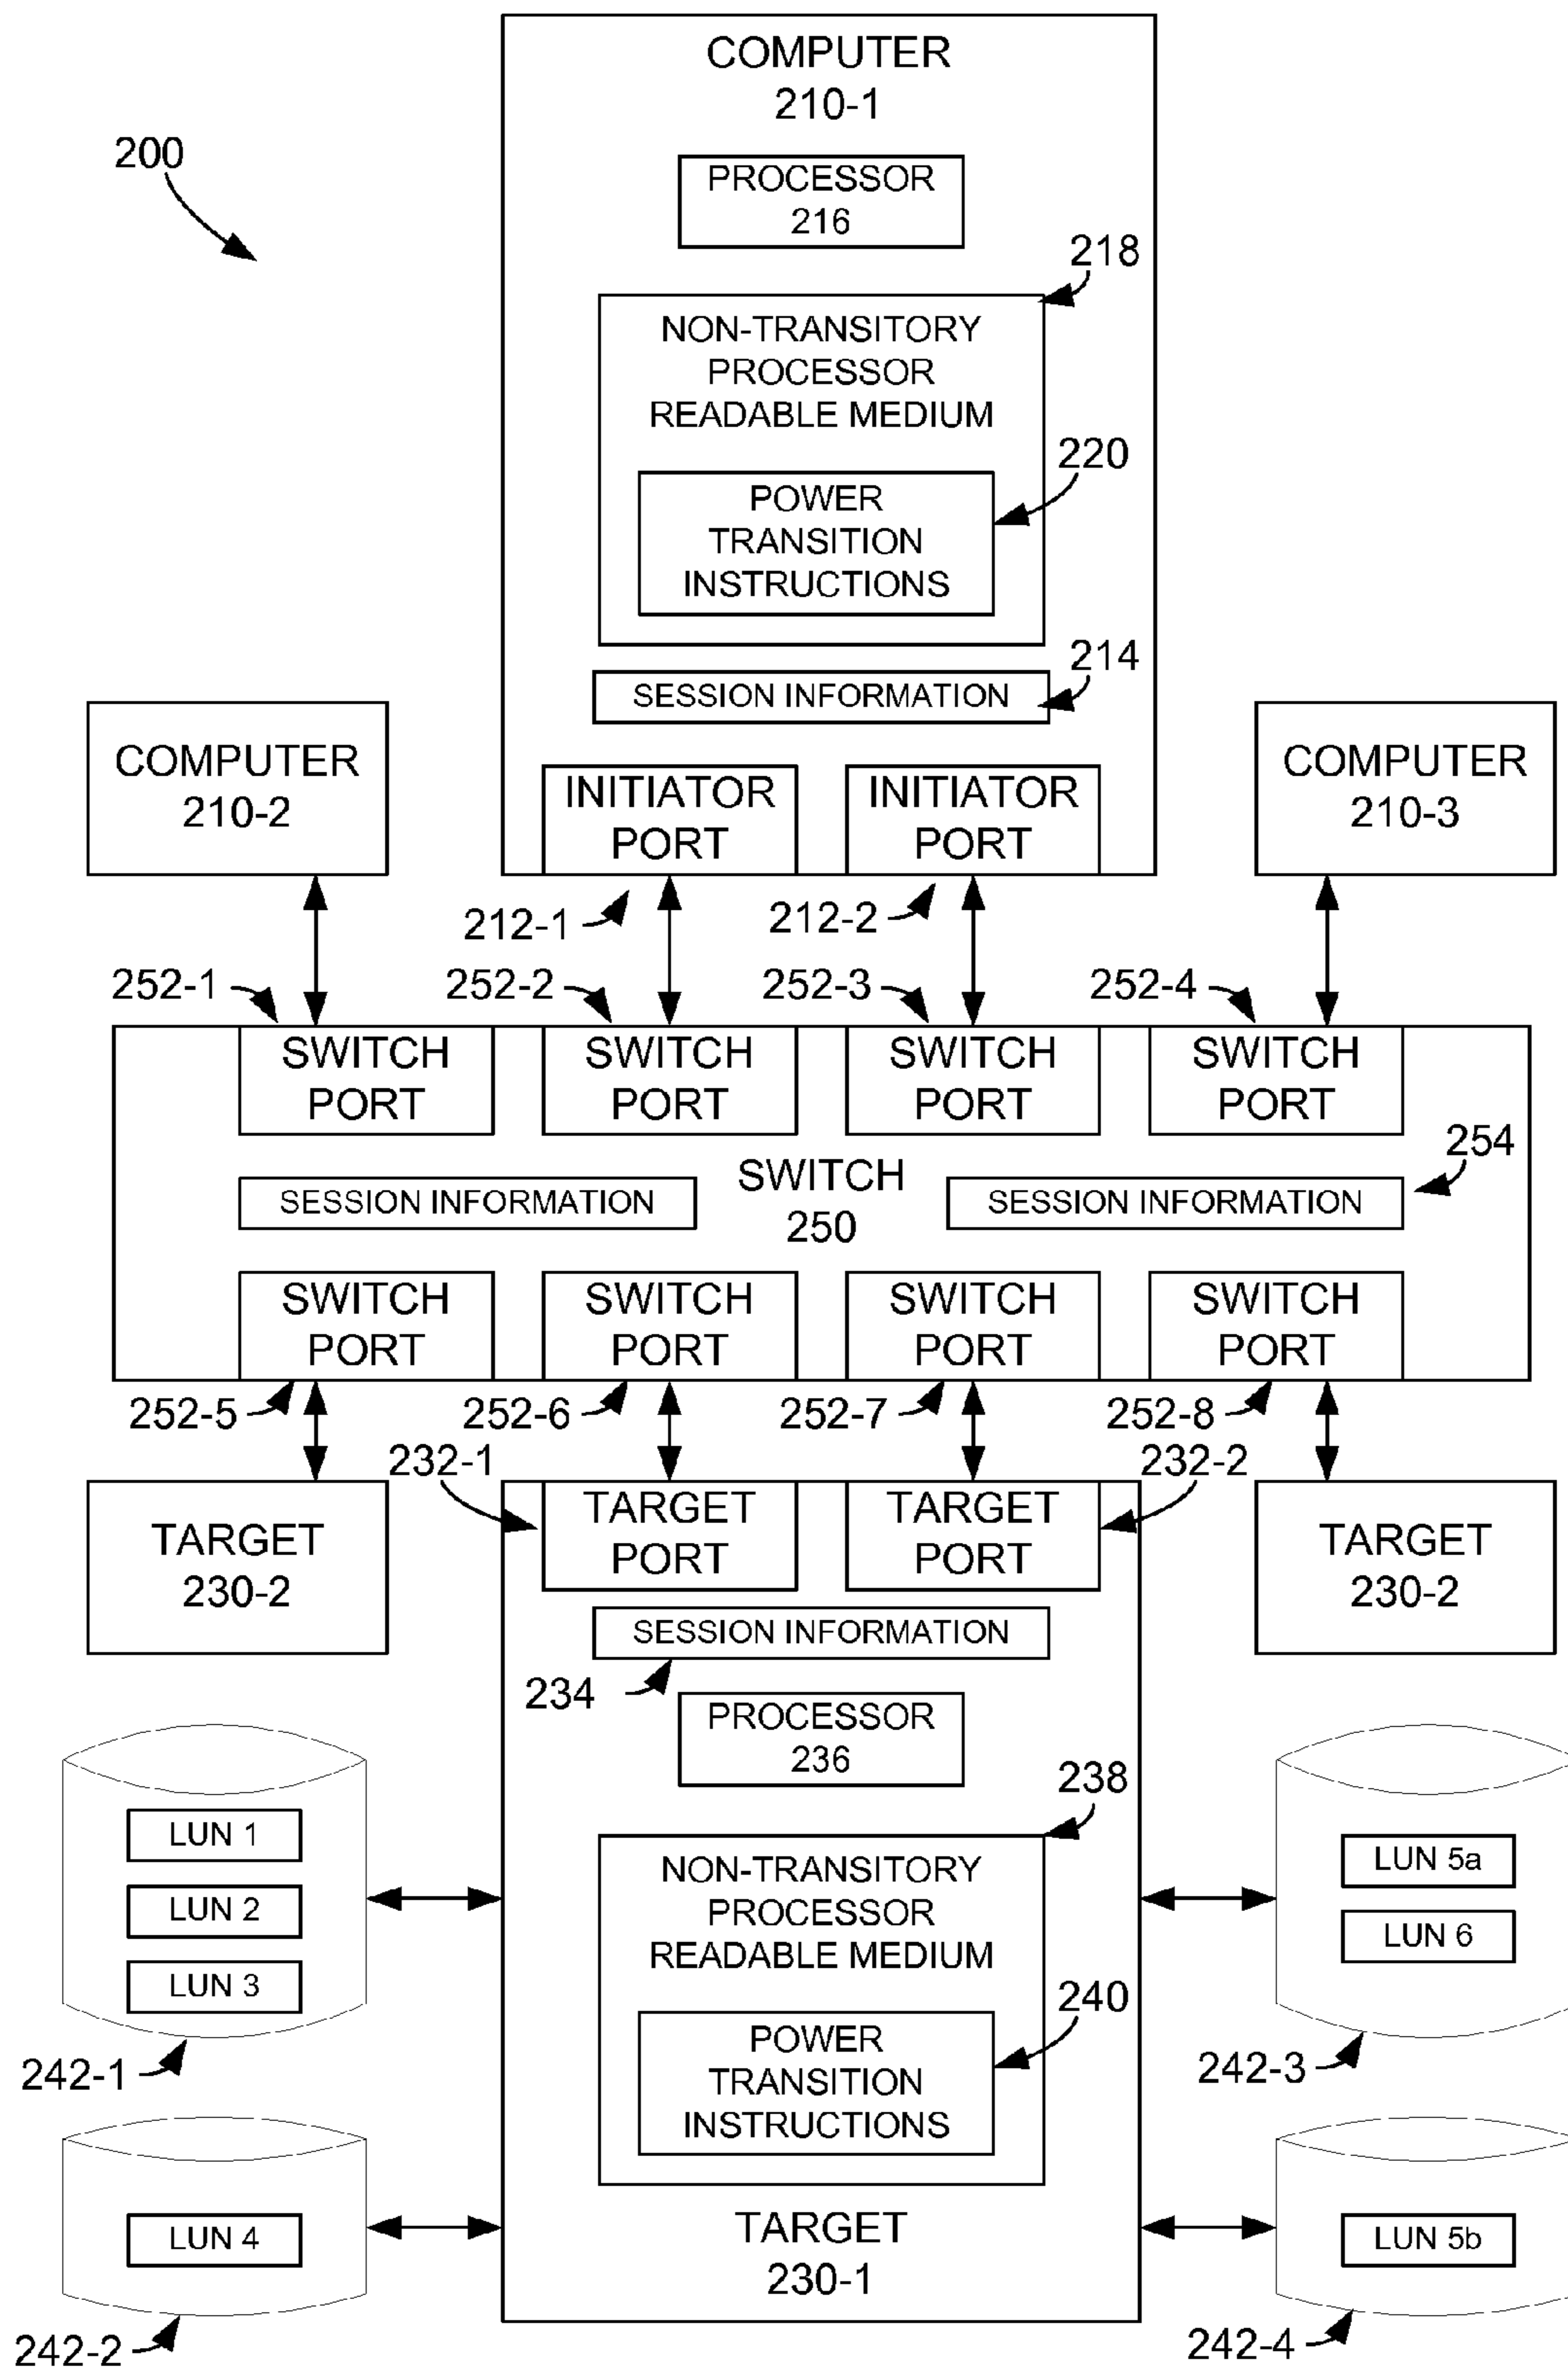 COMPUTER
210-1
200
PROCESSOR
216
218
NON-TRANSITORY
PROCESSOR
READABLE MEDIUM
220
POWER
TRANSITION
INSTRUCTIONS
214
SESSION INFORMATION
COMPUTER
210-2
INITIATOR
PORT
INITIATOR
PORT
COMPUTER
210-3
212-1
212-2
252-1
252-2
252-3
252-4
SWITCH
PORT
SWITCH
PORT
SWITCH
PORT
SWITCH
PORT
254
SESSION INFORMATION
SWITCH
250
SESSION INFORMATION
SWITCH
PORT
SWITCH
PORT
SWITCH
PORT
SWITCH
PORT
252-5
252-6
252-7
252-8
232-1
232-2
TARGET
230-2
TARGET
PORT
TARGET
PORT
TARGET
230-2
SESSION INFORMATION
234
PROCESSOR
236
238
LUN 1
LUN 2
LUN 3
242-1
NON-TRANSITORY
PROCESSOR
READABLE MEDIUM
LUN 5a
LUN 6
242-3
240
POWER
TRANSITION
INSTRUCTIONS
LUN 4
242-2
TARGET
230-1
LUN 5b
242-4